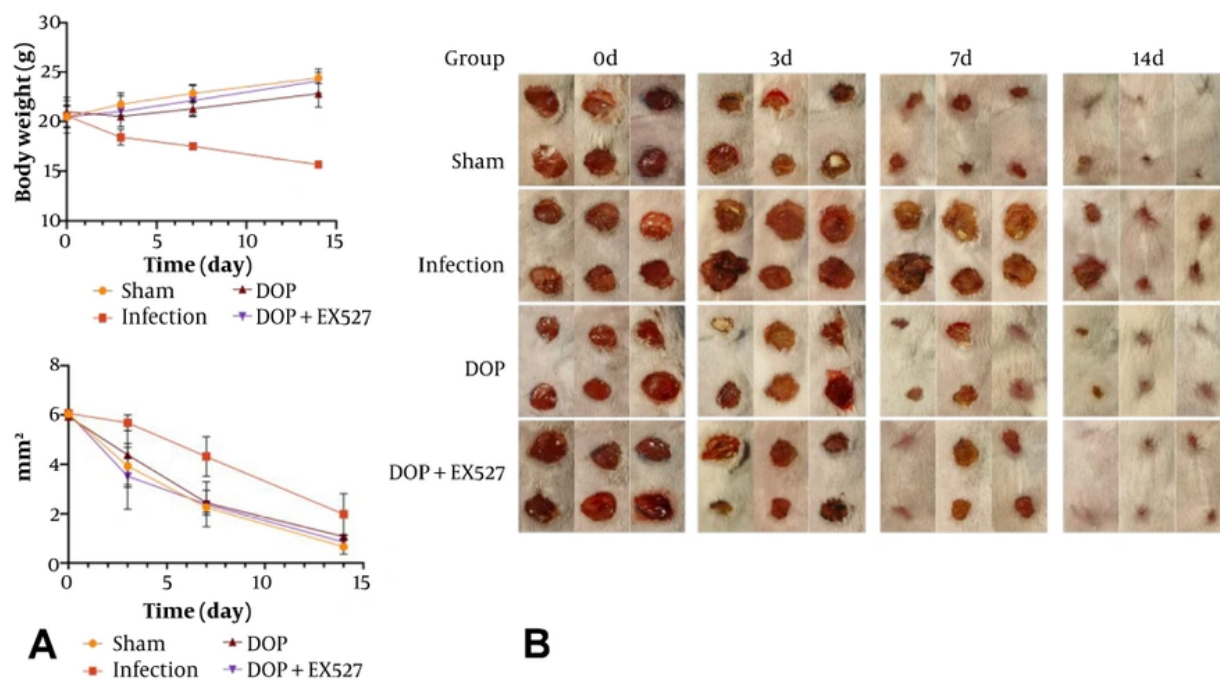 30
25
20
15
10
Body weight (g)
0 5 10 15
Time (day)
Sham DOP
Infection DOP + EX527
8
6
4
2
0
mm²
0 5 10 15
Time (day)
Sham DOP
Infection DOP + EX527
A
Group 0d 3d 7d 14d
Sham
Infection
DOP
DOP + EX527
B